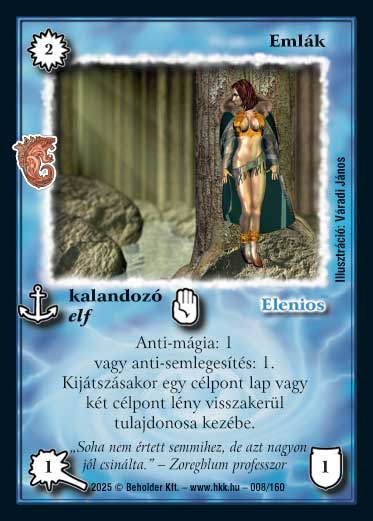 2
Emlák
Illusztráció: Váradi János
kalandozó
elf
Elenios
Anti-mágia: 1
vagy anti-semlegesítés: 1.
Kijátszásakor egy célpont lap vagy
két célpont lény visszakerül
tulajdonosa kezébe.
„Soha nem értett semmihez, de azt nagyon
jól csinálta.” – Zoregblum professzor
1
1
2025 © Beholder Kft. – www.hkk.hu – 008/160